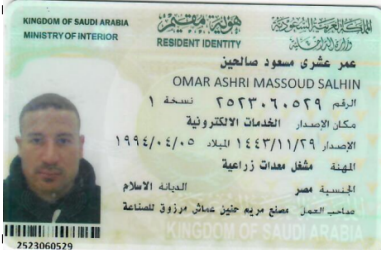 KINGDOM OF SAUDI ARABIA
MINISTRY OF INTERIOR
هوية مقيم
RESIDENT IDENTITY
المملكة العربية السعودية
وزارة الداخلية
عمر عشرى مسعود صالحين
OMAR ASHRI MASSOUD SALHIN
الرقم ٢٥٢٣٠٦٠٥٢٩ نسخة ١
مكان الإصدار الخدمات الالكترونية
الإصدار ١٤٤٣/١١/٢٩ الميلاد ١٩٩٤/٠٤/٠٥
المهنة مشغل معدات زراعية
الجنسية مصر الديانة الاسلام
صاحب العمل مصنع مريم حنين عماش مرزوق للصناعة
KINGDOM OF SAUDI ARABIA
2523060529